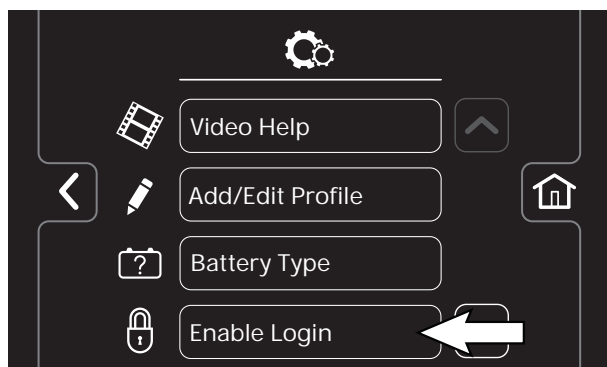 Video Help
Add/Edit Profile
?
Battery Type
Enable Login